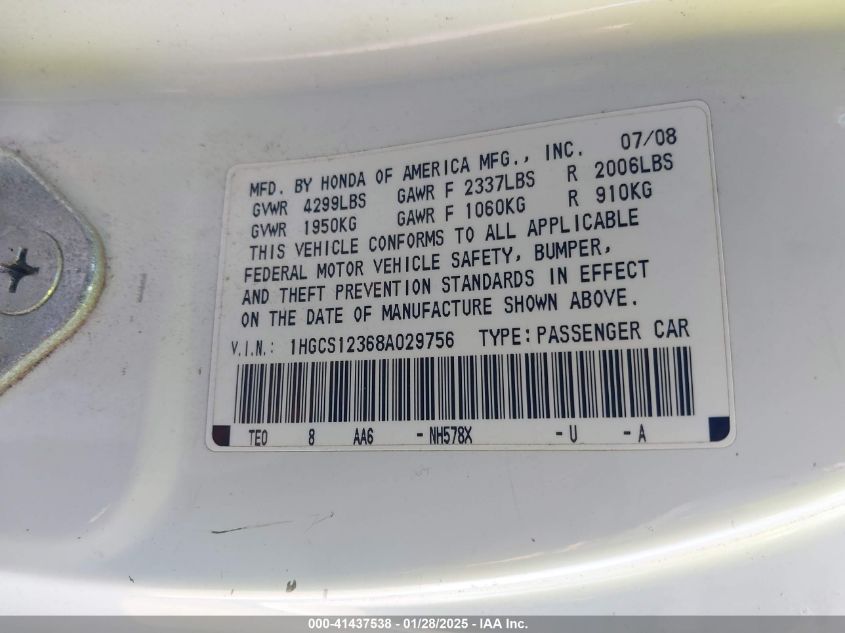 MFD. BY HONDA OF AMERICA MFG., INC. 07/08
GVWR 4299LBS GAWR F 2337LBS R 2006LBS
GVWR 1950KG GAWR F 1060KG R 910KG
THIS VEHICLE CONFORMS TO ALL APPLICABLE
FEDERAL MOTOR VEHICLE SAFETY, BUMPER,
AND THEFT PREVENTION STANDARDS IN EFFECT
ON THE DATE OF MANUFACTURE SHOWN ABOVE.
V.I.N.: 1HGCS12368A029756 TYPE: PASSENGER CAR
TE0 8 AA6 - NH578X - U - A
000-41437538 - 01/28/2025 - IAA Inc.